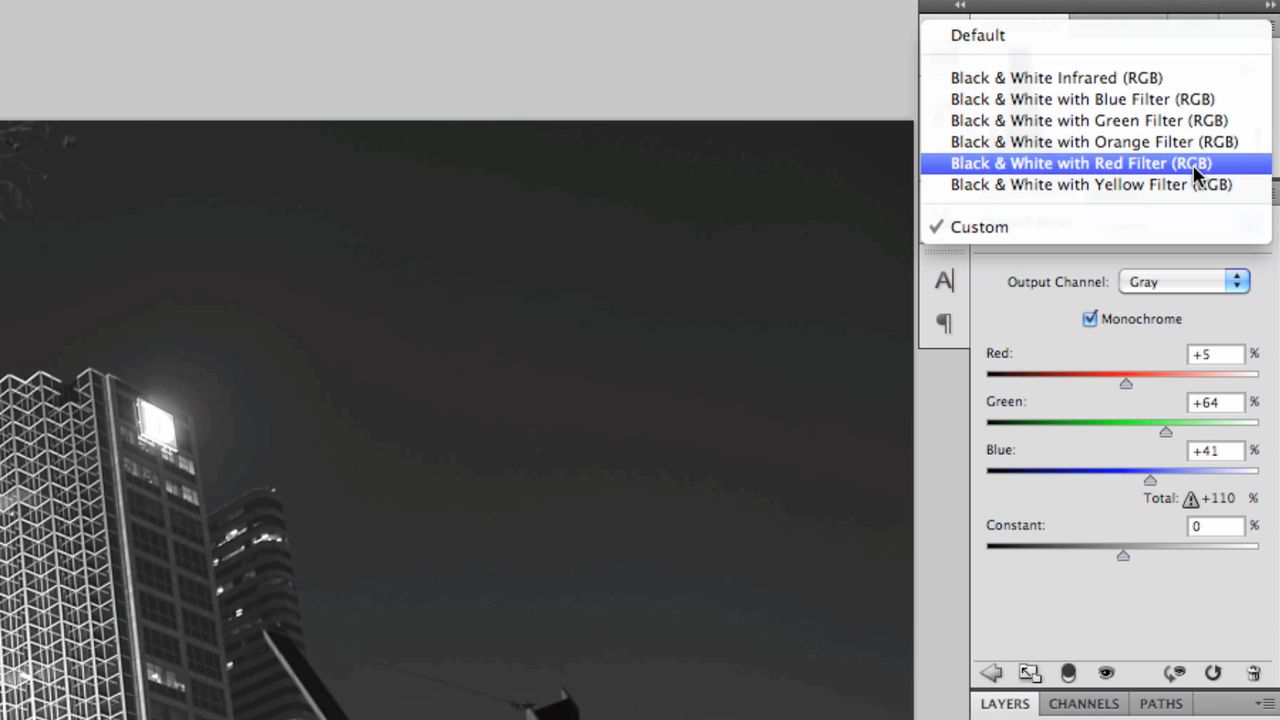 Default
Black & White Infrared (RGB)
Black & White with Blue Filter (RGB)
Black & White with Green Filter (RGB)
Black & White with Orange Filter (RGB)
Black & White with Red Filter (RGB)
Black & White with Yellow Filter (RGB)
✓ Custom
A|
¶
Output Channel: Gray
Monochrome
Red: +5 %
Green: +64 %
Blue: +41 %
Total: +110 %
Constant: 0 %
LAYERS CHANNELS PATHS